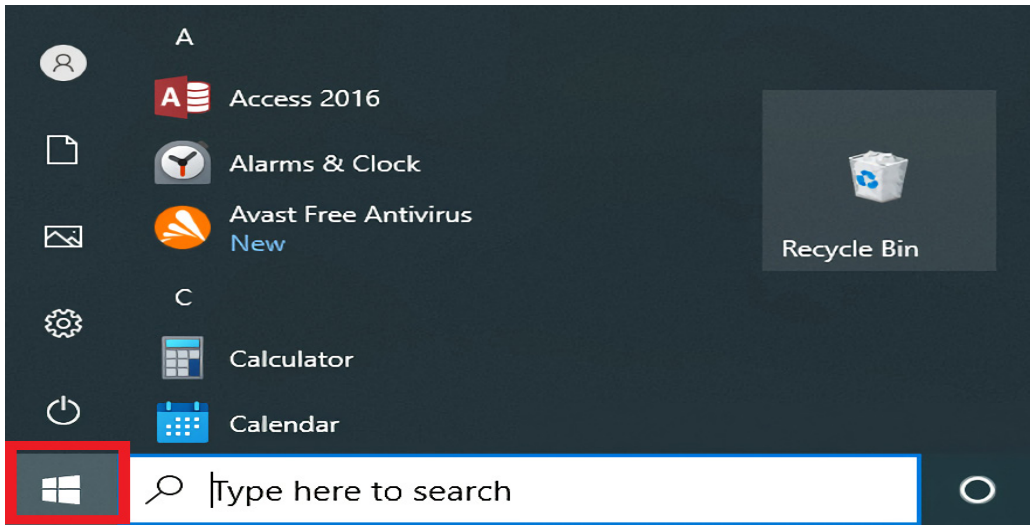 A
Access 2016
Alarms & Clock
Avast Free Antivirus
New
Recycle Bin
C
Calculator
Calendar
Type here to search